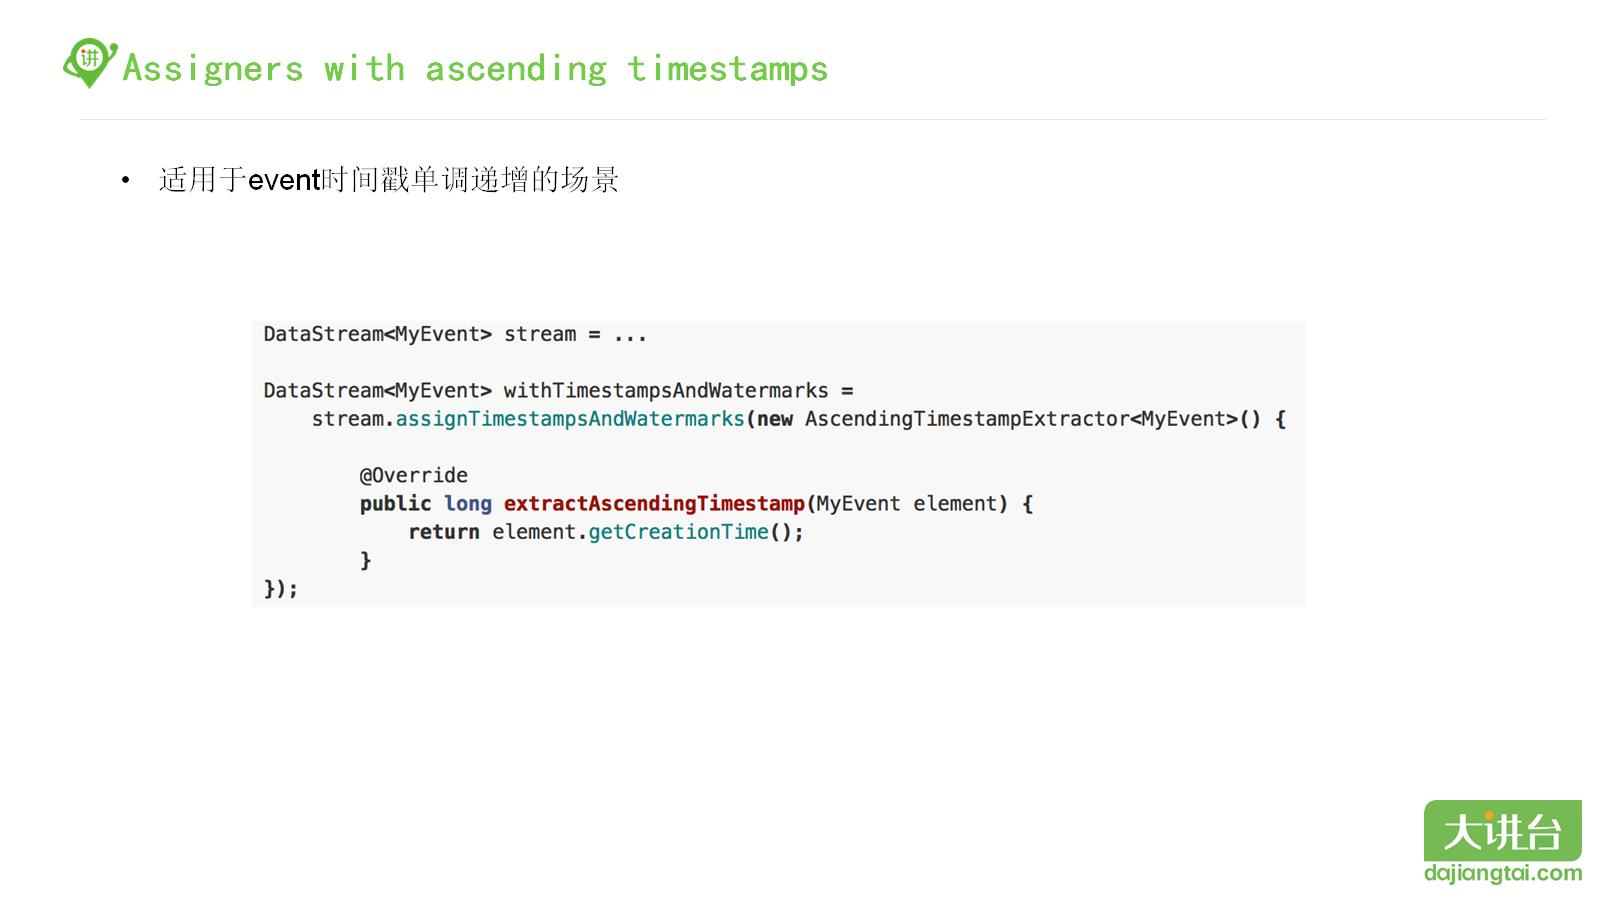 讲
Assigners with ascending timestamps
• 适用于event时间戳单调递增的场景
DataStream<MyEvent> stream = ...
DataStream<MyEvent> withTimestampsAndWatermarks =
    stream.assignTimestampsAndWatermarks(new AscendingTimestampExtractor<MyEvent>() {
        @Override
        public long extractAscendingTimestamp(MyEvent element) {
            return element.getCreationTime();
        }
});
大讲台
dajiangtai.com